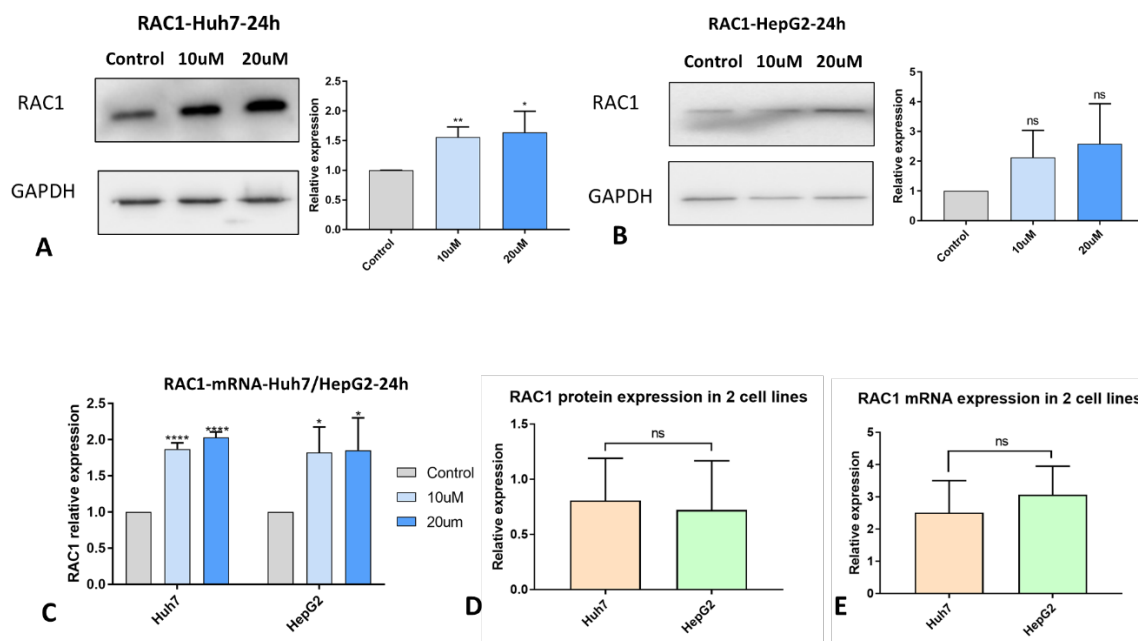 RAC1-Huh7-24h
Control 10uM 20uM
RAC1
GAPDH
Relative expression
2.0
1.5
1.0
0.5
0.0
**
*
Control
10uM
20uM
A
RAC1-HepG2-24h
Control 10uM 20uM
RAC1
GAPDH
Relative expression
5
4
3
2
1
0
ns
ns
Control
10uM
20uM
B
RAC1-mRNA-Huh7/HepG2-24h
RAC1 relative expression
2.5
2.0
1.5
1.0
0.5
0.0
****
****
*
*
Huh7
HepG2
Control
10uM
20um
C
RAC1 protein expression in 2 cell lines
Relative expression
1.5
1.0
0.5
0.0
ns
Huh7
HepG2
D
RAC1 mRNA expression in 2 cell lines
Relative expression
5
4
3
2
1
0
ns
Huh7
HepG2
E